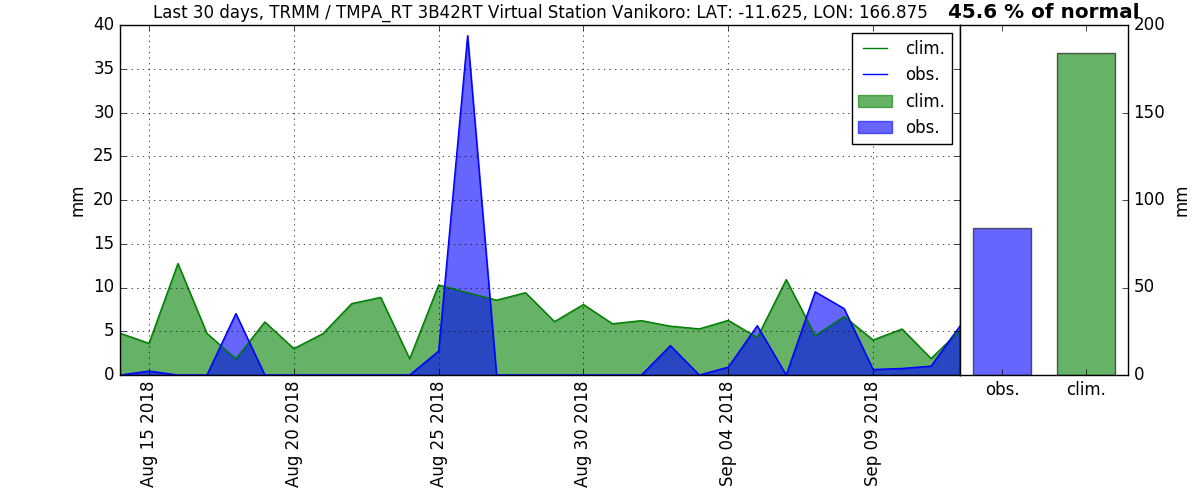 Last 30 days, TRMM / TMPA_RT 3B42RT Virtual Station Vanikoro: LAT: -11.625, LON: 166.875
45.6 % of normal
40
35
30
25
20
15
10
5
0
mm
clim.
obs.
clim.
obs.
Aug 15 2018
Aug 20 2018
Aug 25 2018
Aug 30 2018
Sep 04 2018
Sep 09 2018
200
150
100
50
0
mm
obs.
clim.